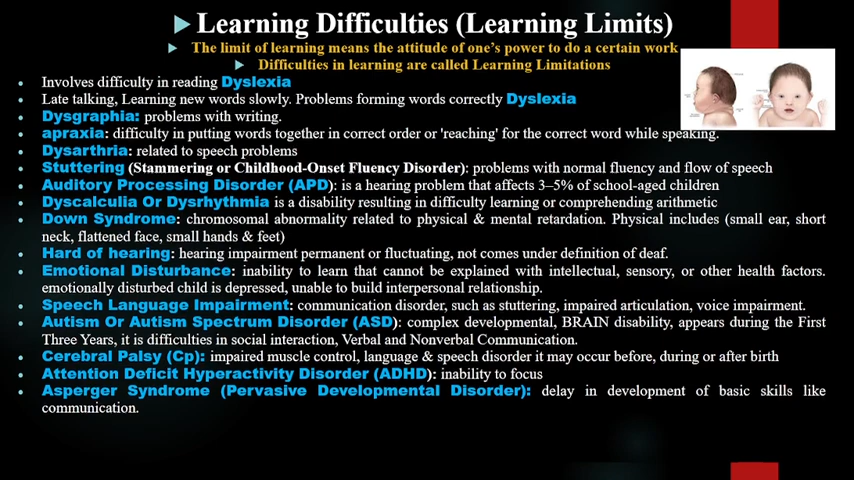 Learning Difficulties (Learning Limits)
The limit of learning means the attitude of one's power to do a certain work
Difficulties in learning are called Learning Limitations
Involves difficulty in reading Dyslexia
Late talking, Learning new words slowly. Problems forming words correctly Dyslexia
Dysgraphia: problems with writing.
apraxia: difficulty in putting words together in correct order or 'reaching' for the correct word while speaking.
Dysarthria: related to speech problems
Stuttering (Stammering or Childhood-Onset Fluency Disorder): problems with normal fluency and flow of speech
Auditory Processing Disorder (APD): is a hearing problem that affects 3–5% of school-aged children
Dyscalculia Or Dysrhythmia is a disability resulting in difficulty learning or comprehending arithmetic
Down Syndrome: chromosomal abnormality related to physical & mental retardation. Physical includes (small ear, short
neck, flattened face, small hands & feet)
Hard of hearing: hearing impairment permanent or fluctuating, not comes under definition of deaf.
Emotional Disturbance: inability to learn that cannot be explained with intellectual, sensory, or other health factors.
emotionally disturbed child is depressed, unable to build interpersonal relationship.
Speech Language Impairment: communication disorder, such as stuttering, impaired articulation, voice impairment.
Autism Or Autism Spectrum Disorder (ASD): complex developmental, BRAIN disability, appears during the First
Three Years, it is difficulties in social interaction, Verbal and Nonverbal Communication.
Cerebral Palsy (Cp): impaired muscle control, language & speech disorder it may occur before, during or after birth
Attention Deficit Hyperactivity Disorder (ADHD): inability to focus
Asperger Syndrome (Pervasive Developmental Disorder): delay in development of basic skills like
communication.